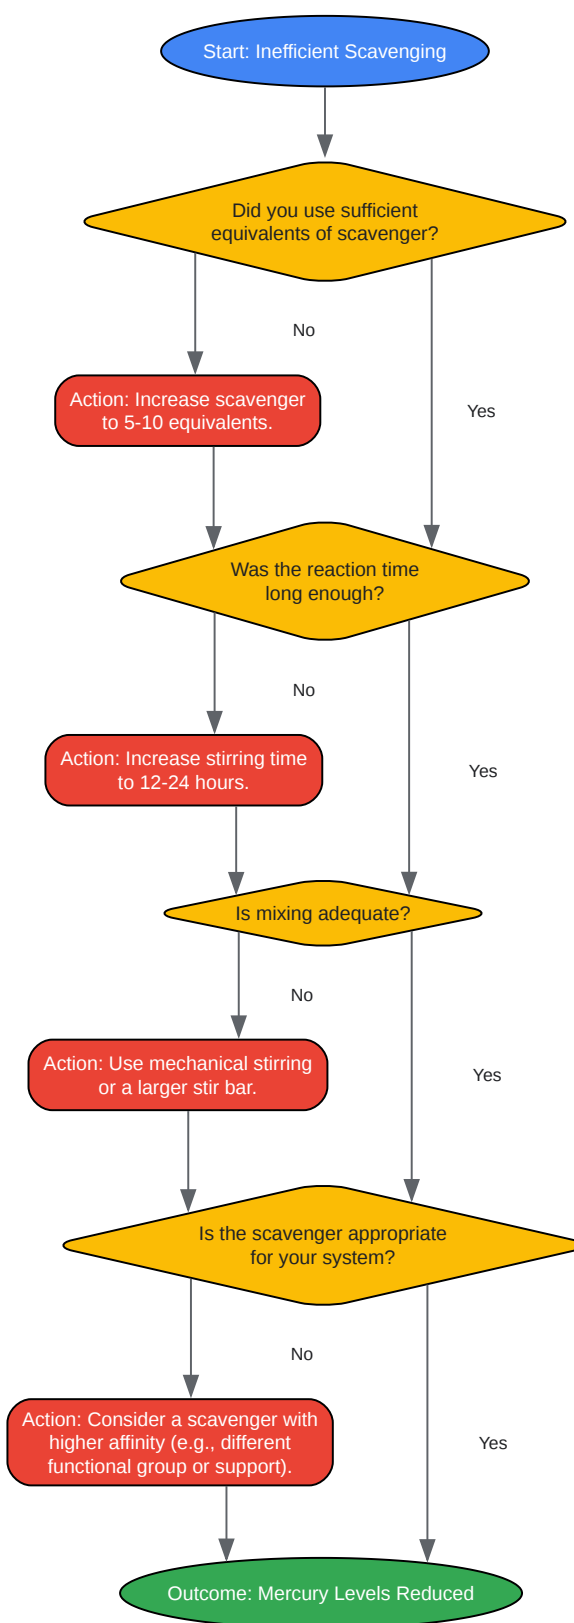 Start: Inefficient Scavenging
Did you use sufficient
equivalents of scavenger?
No
Action: Increase scavenger
to 5-10 equivalents.
Yes
Was the reaction time
long enough?
No
Action: Increase stirring time
to 12-24 hours.
Yes
Is mixing adequate?
No
Action: Use mechanical stirring
or a larger stir bar.
Yes
Is the scavenger appropriate
for your system?
No
Action: Consider a scavenger with
higher affinity (e.g., different
functional group or support).
Yes
Outcome: Mercury Levels Reduced